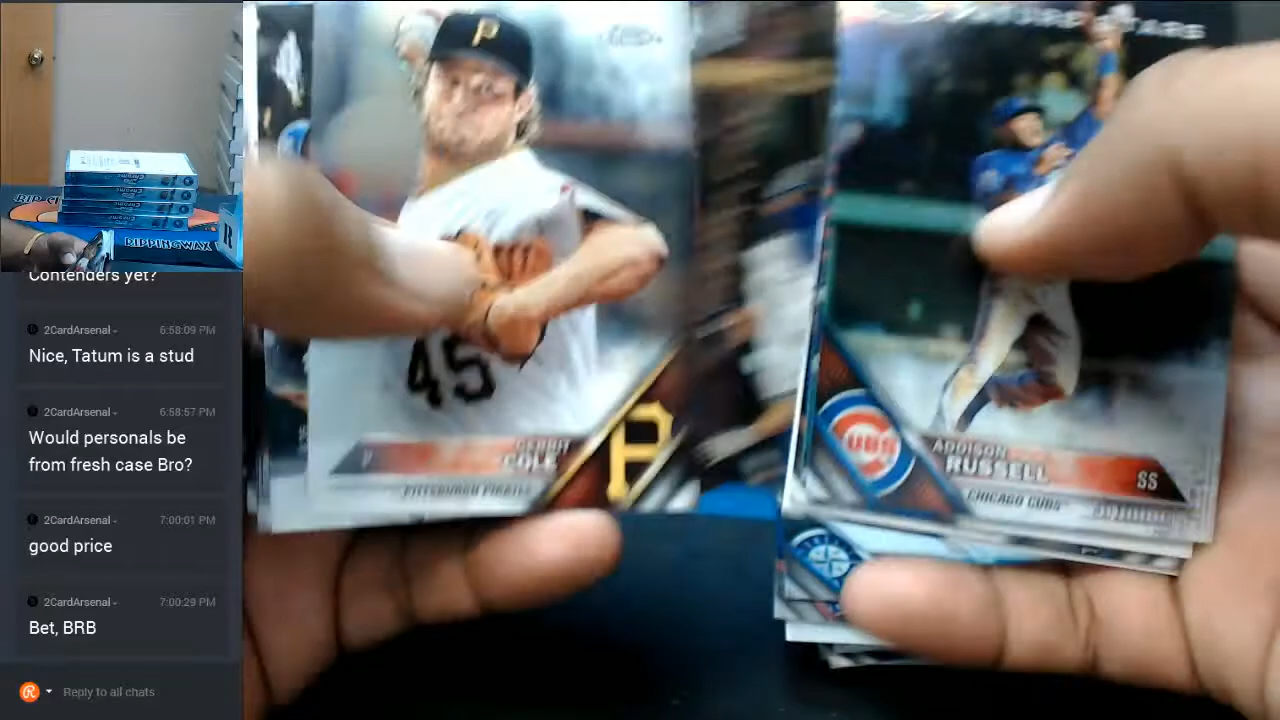 RIPPINGWAX
Contenders yet?
2CardArsenal 6:58:09 PM
Nice, Tatum is a stud
2CardArsenal 6:58:57 PM
Would personals be
from fresh case Bro?
2CardArsenal 7:00:01 PM
good price
2CardArsenal 7:00:29 PM
Bet, BRB
Reply to all chats
P
45
GERRIT
COLE
PITTSBURGH PIRATES
P
CUBS
ADDISON
RUSSELL
SS
CHICAGO CUBS